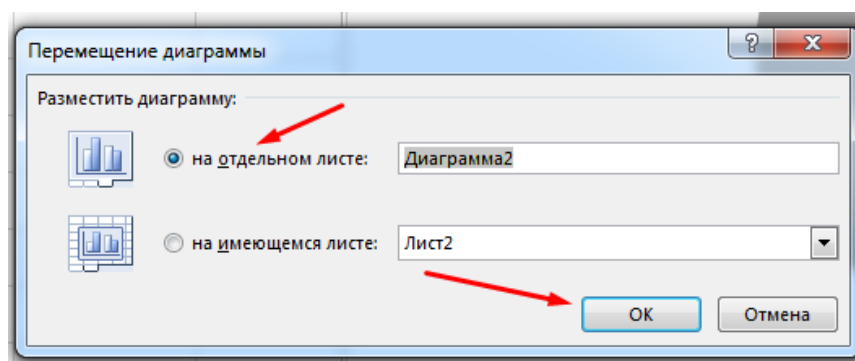 Перемещение диаграммы
Разместить диаграмму:
на отдельном листе: Диаграмма2
на имеющемся листе: Лист2
ОК Отмена